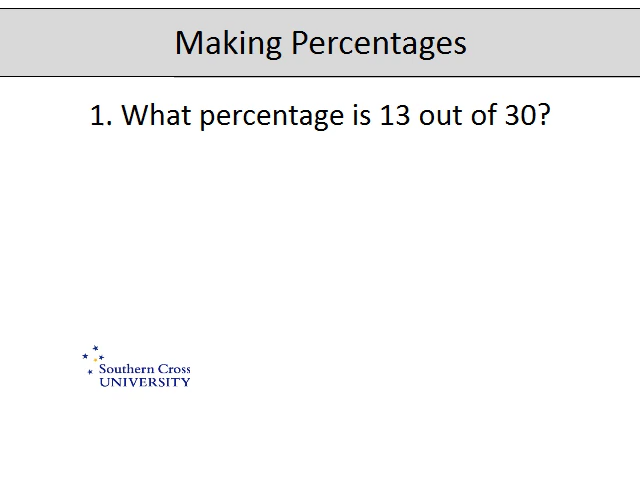 Making Percentages
1. What percentage is 13 out of 30?
Southern Cross
UNIVERSITY